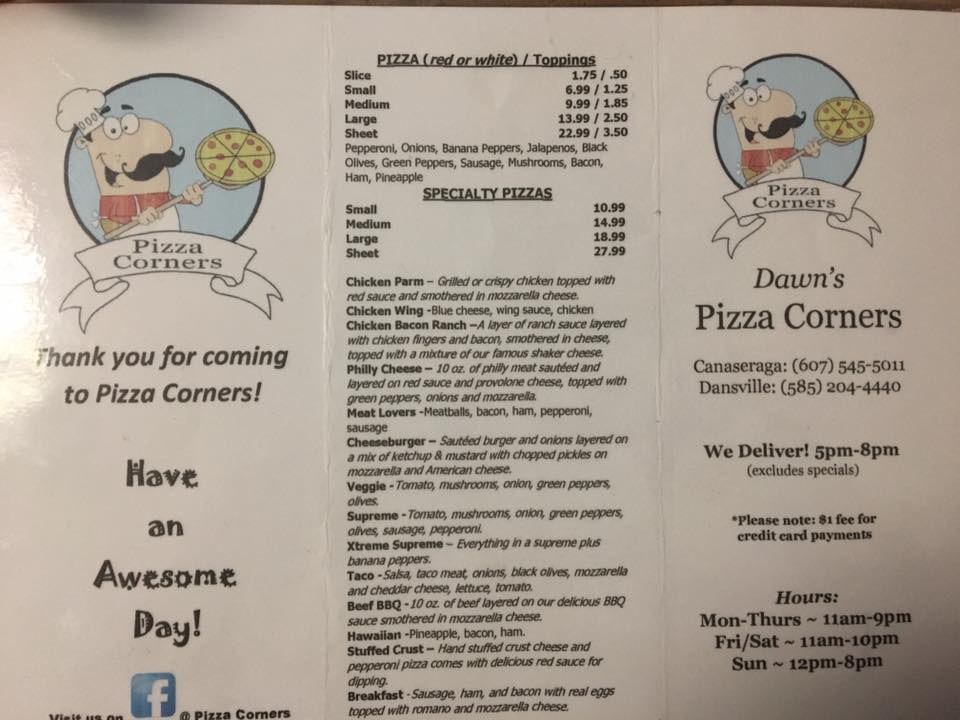 Pizza
Corners
Thank you for coming
to Pizza Corners!
Have
an
Awesome
Day!
f
Visit us on @ Pizza Corners
PIZZA (red or white) / Toppings
Slice 1.75 / .50
Small 6.99 / 1.25
Medium 9.99 / 1.85
Large 13.99 / 2.50
Sheet 22.99 / 3.50
Pepperoni, Onions, Banana Peppers, Jalapenos, Black
Olives, Green Peppers, Sausage, Mushrooms, Bacon,
Ham, Pineapple
SPECIALTY PIZZAS
Small 10.99
Medium 14.99
Large 18.99
Sheet 27.99
Chicken Parm – Grilled or crispy chicken topped with
red sauce and smothered in mozzarella cheese.
Chicken Wing -Blue cheese, wing sauce, chicken
Chicken Bacon Ranch –A layer of ranch sauce layered
with chicken fingers and bacon, smothered in cheese,
topped with a mixture of our famous shaker cheese.
Philly Cheese – 10 oz. of philly meat sautéed and
layered on red sauce and provolone cheese, topped with
green peppers, onions and mozzarella.
Meat Lovers -Meatballs, bacon, ham, pepperoni,
sausage
Cheeseburger – Sautéed burger and onions layered on
a mix of ketchup & mustard with chopped pickles on
mozzarella and American cheese.
Veggie - Tomato, mushrooms, onion, green peppers,
olives.
Supreme -Tomato, mushrooms, onion, green peppers,
olives, sausage, pepperoni.
Xtreme Supreme – Everything in a supreme plus
banana peppers.
Taco -Salsa, taco meat, onions, black olives, mozzarella
and cheddar cheese, lettuce, tomato.
Beef BBQ -10 oz. of beef layered on our delicious BBQ
sauce smothered in mozzarella cheese.
Hawaiian -Pineapple, bacon, ham.
Stuffed Crust – Hand stuffed crust cheese and
pepperoni pizza comes with delicious red sauce for
dipping.
Breakfast -Sausage, ham, and bacon with real eggs
topped with romano and mozzarella cheese.
Pizza
Corners
Dawn's
Pizza Corners
Canaseraga: (607) 545-5011
Dansville: (585) 204-4440
We Deliver! 5pm-8pm
(excludes specials)
*Please note: $1 fee for
credit card payments
Hours:
Mon-Thurs ~ 11am-9pm
Fri/Sat ~ 11am-10pm
Sun ~ 12pm-8pm